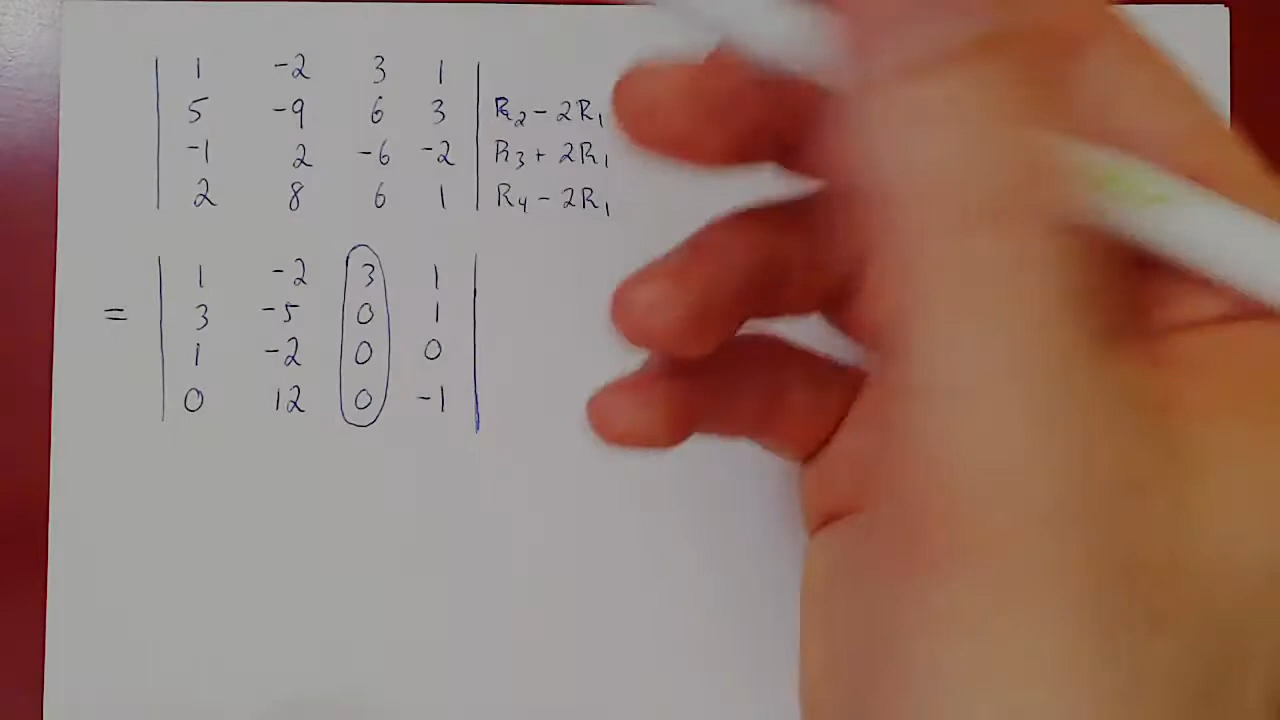 | 1 -2 3 1 |
| 5 -9 6 3 | R₂ - 2R₁
| -1 2 -6 -2 | R₃ + 2R₁
| 2 8 6 1 | R₄ - 2R₁
| 1 -2 3 1 |
= | 3 -5 0 1 |
| 1 -2 0 0 |
| 0 12 0 -1 |